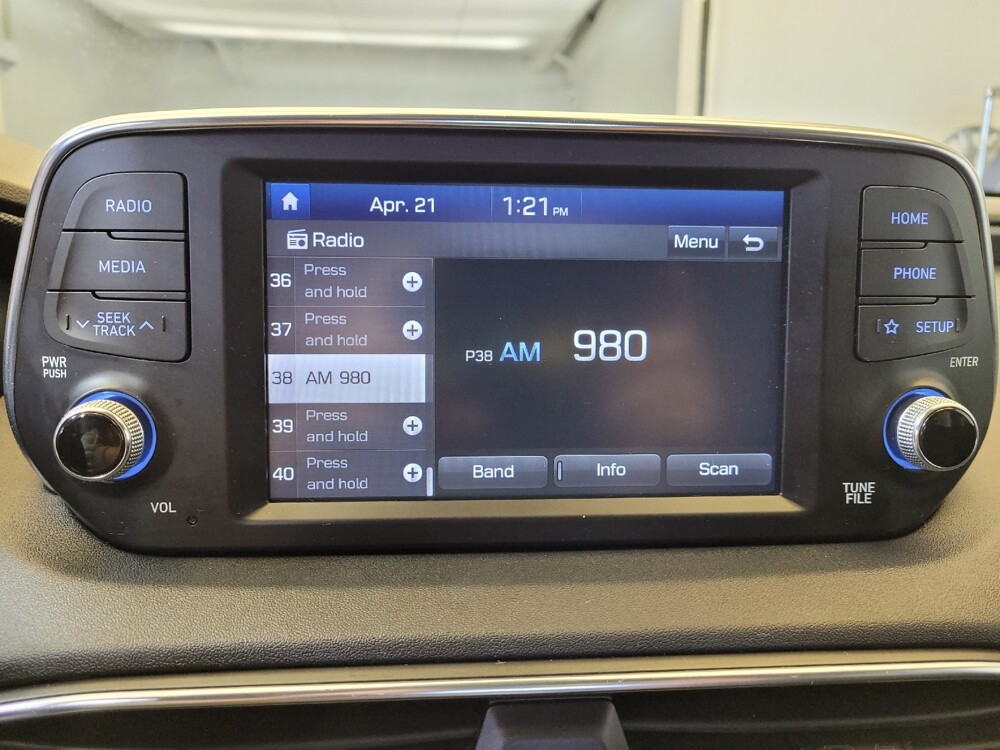 RADIO
MEDIA
SEEK
TRACK
PWR
PUSH
VOL
Apr. 21
1:21 PM
Radio
Menu
36 Press and hold
37 Press and hold
38 AM 980
39 Press and hold
40 Press and hold
P38 AM 980
Band
Info
Scan
HOME
PHONE
SETUP
ENTER
TUNE
FILE